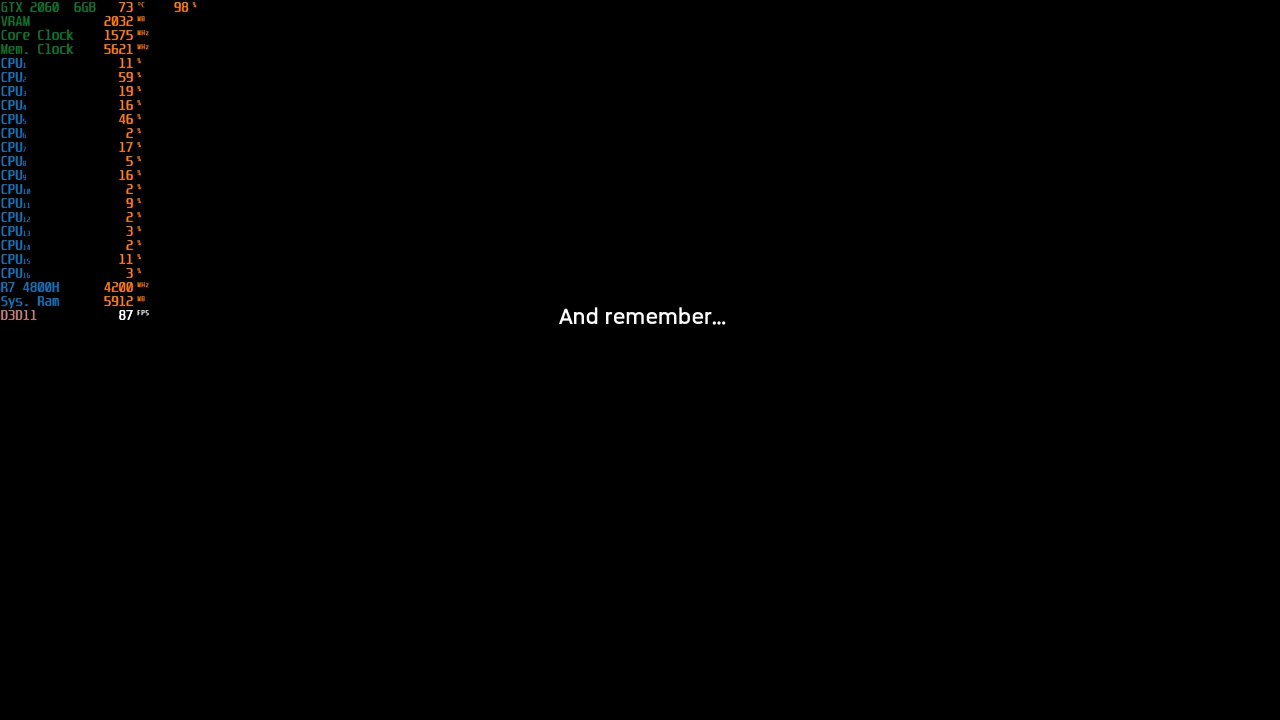 GTX 2060 6GB 73 °C 98 %
VRAM 2032 MB
Core Clock 1575 MHz
Mem. Clock 5621 MHz
CPU1 11 %
CPU2 59 %
CPU3 19 %
CPU4 16 %
CPU5 46 %
CPU6 2 %
CPU7 17 %
CPU8 5 %
CPU9 16 %
CPU10 2 %
CPU11 9 %
CPU12 2 %
CPU13 3 %
CPU14 2 %
CPU15 11 %
CPU16 3 %
R7 4800H 4200 MHz
Sys. Ram 5912 MB
D3D11 87 FPS
And remember...